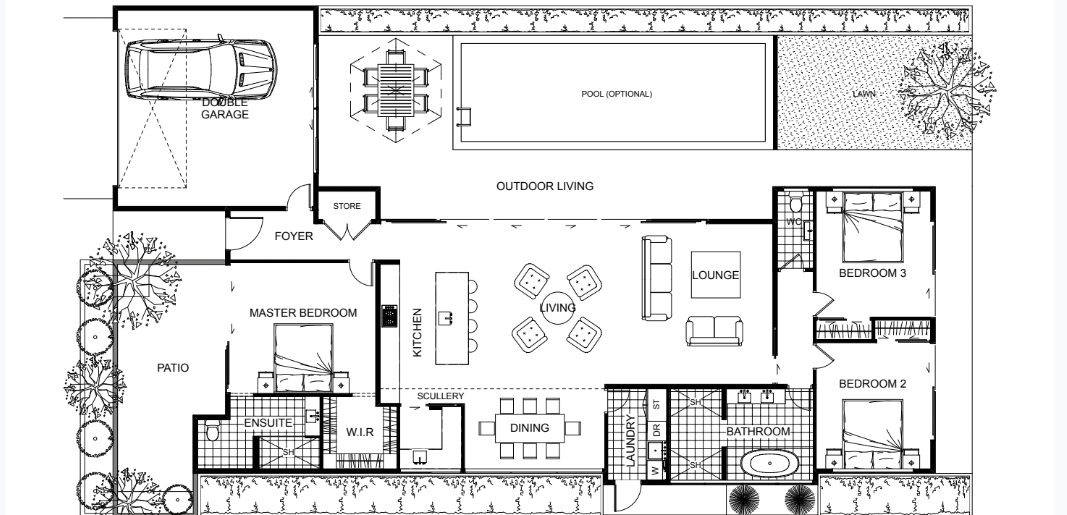 DOUBLE
GARAGE
POOL (OPTIONAL)
LAWN
OUTDOOR LIVING
STORE
FOYER
WC
BEDROOM 3
LOUNGE
LIVING
KITCHEN
MASTER BEDROOM
PATIO
SCULLERY
ENSUITE
SH
W.I.R
DINING
LAUNDRY
ST
DR
W
SH
SH
BATHROOM
BEDROOM 2